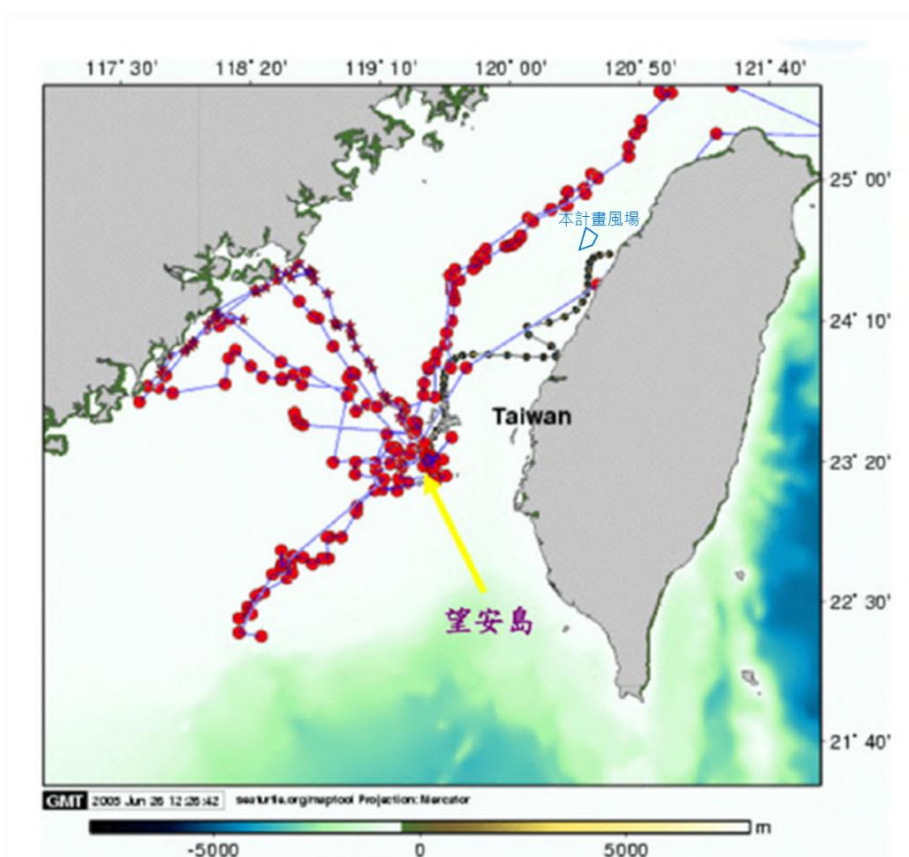 117° 30' 118° 20' 119° 10' 120° 00' 120° 50' 121° 40'
25° 00'
本計畫風場
24° 10'
Taiwan
23° 20'
22° 30'
望安島
21° 40'
GMT 2005 Jun 26 12:26:42 seaturtle.org/maptool Projection: Mercator
m
-5000 0 5000